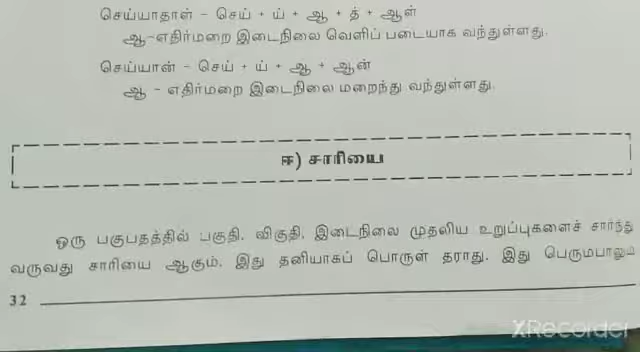 செய்யாதாள் – செய் + ய் + ஆ + த் + ஆள்
ஆ–எதிர்மறை இடைநிலை வெளிப் படையாக வந்துள்ளது.
செய்யான் – செய் + ய் + ஆ + ஆன்
ஆ – எதிர்மறை இடைநிலை மறைந்து வந்துள்ளது.
ஈ) சாரியை
ஒரு பகுபதத்தில் பகுதி, விகுதி, இடைநிலை முதலிய உறுப்புகளைச் சார்ந்து
வருவது சாரியை ஆகும். இது தனியாகப் பொருள் தராது. இது பெரும்பாலும்
32
XRecorder